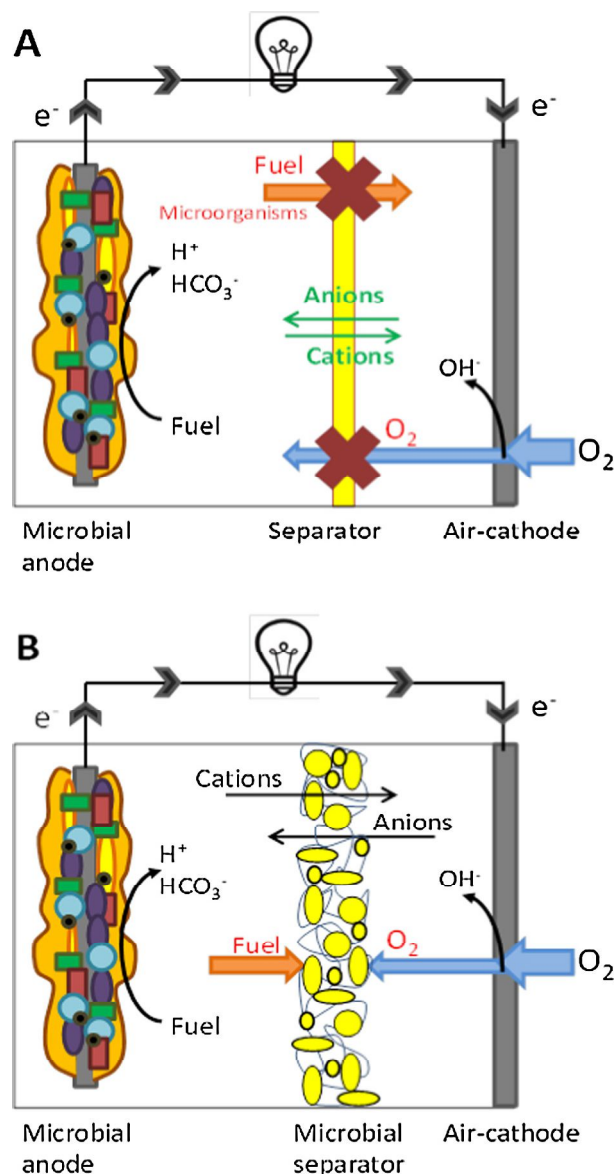 A
e⁻
e⁻
Fuel
Microorganisms
H⁺
HCO₃⁻
Anions
Cations
OH⁻
Fuel
O₂
O₂
Microbial
anode
Separator
Air-cathode
B
e⁻
e⁻
Cations
Anions
H⁺
HCO₃⁻
OH⁻
Fuel
O₂
O₂
Fuel
Microbial
anode
Microbial
separator
Air-cathode